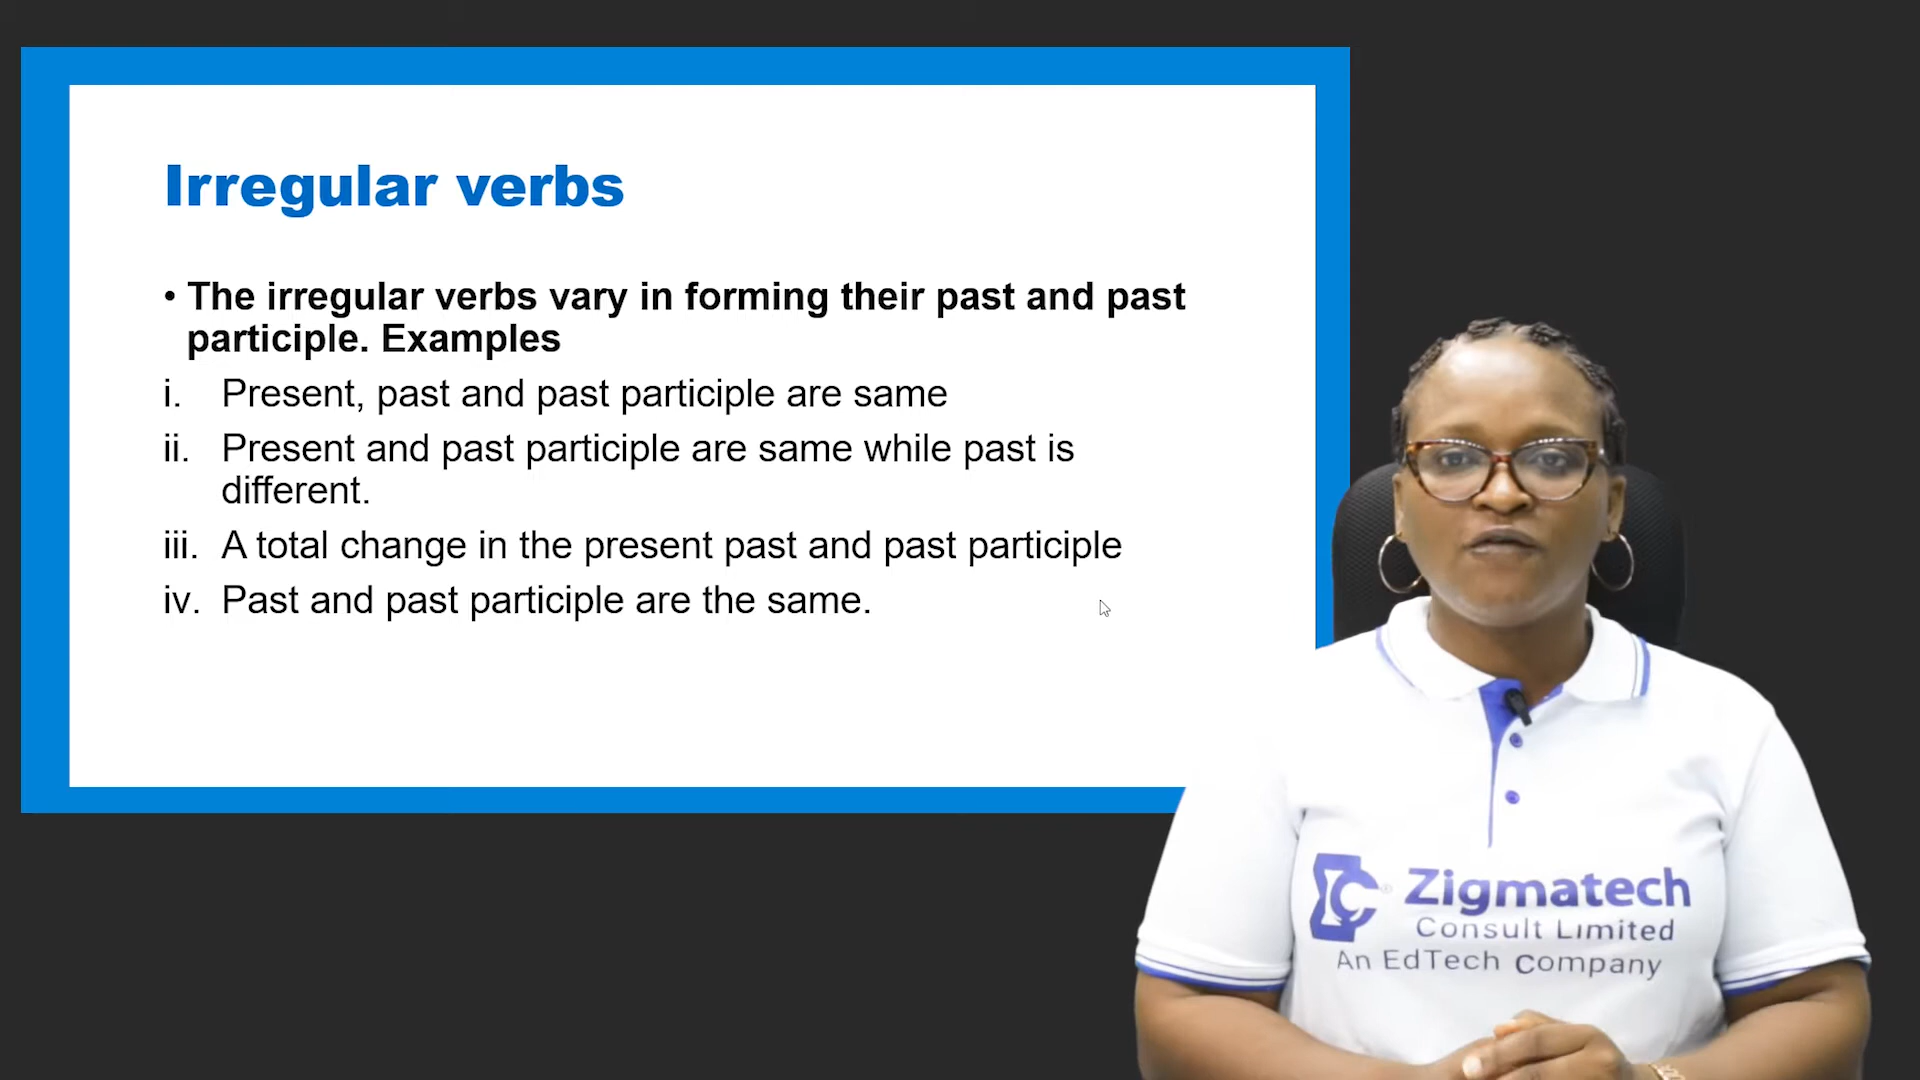 Irregular verbs
• The irregular verbs vary in forming their past and past
participle. Examples
i. Present, past and past participle are same
ii. Present and past participle are same while past is
different.
iii. A total change in the present past and past participle
iv. Past and past participle are the same.
ZC® Zigmatech
Consult Limited
An EdTech Company